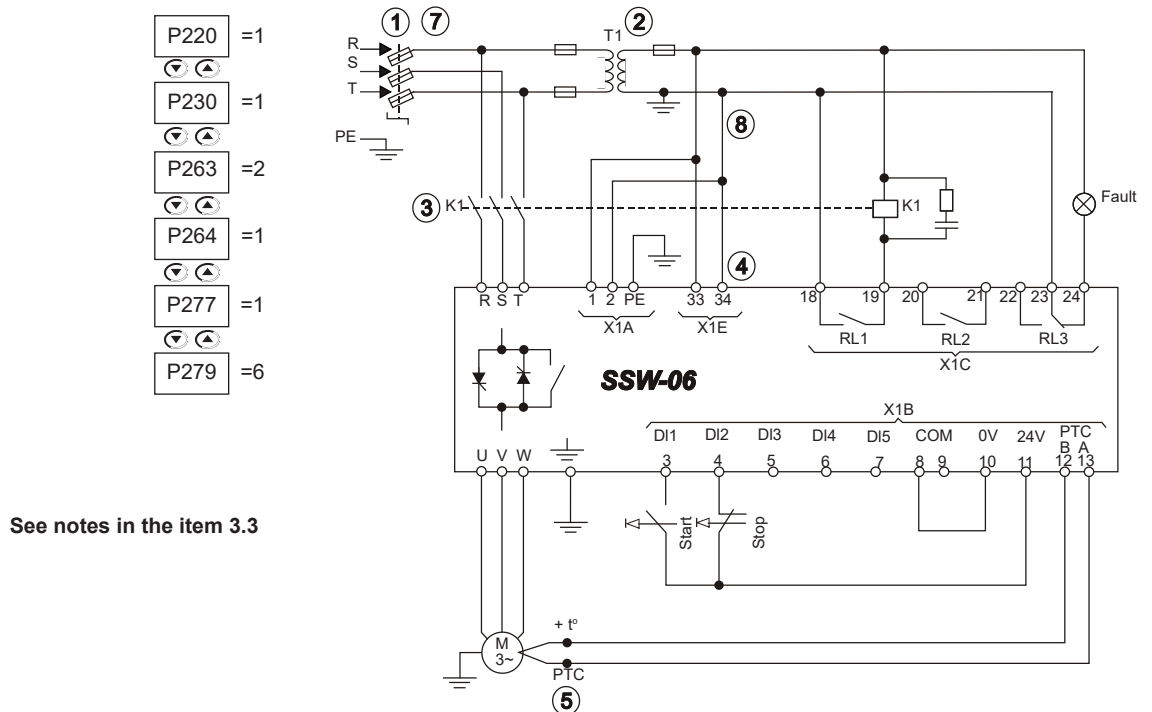 P220 =1
P230 =1
P263 =2
P264 =1
P277 =1
P279 =6
See notes in the item 3.3
1 7 2
T1
R
S
T
PE
8
3 K1
K1
Fault
4
R S T 1 2 PE 33 34 18 19 20 21 22 23 24
X1A X1E RL1 RL2 RL3
X1C
SSW-06
X1B
DI1 DI2 DI3 DI4 DI5 COM 0V 24V PTC
B A
U V W 3 4 5 6 7 8 9 10 11 12 13
Start
Stop
+ tº
M
3~
PTC
5